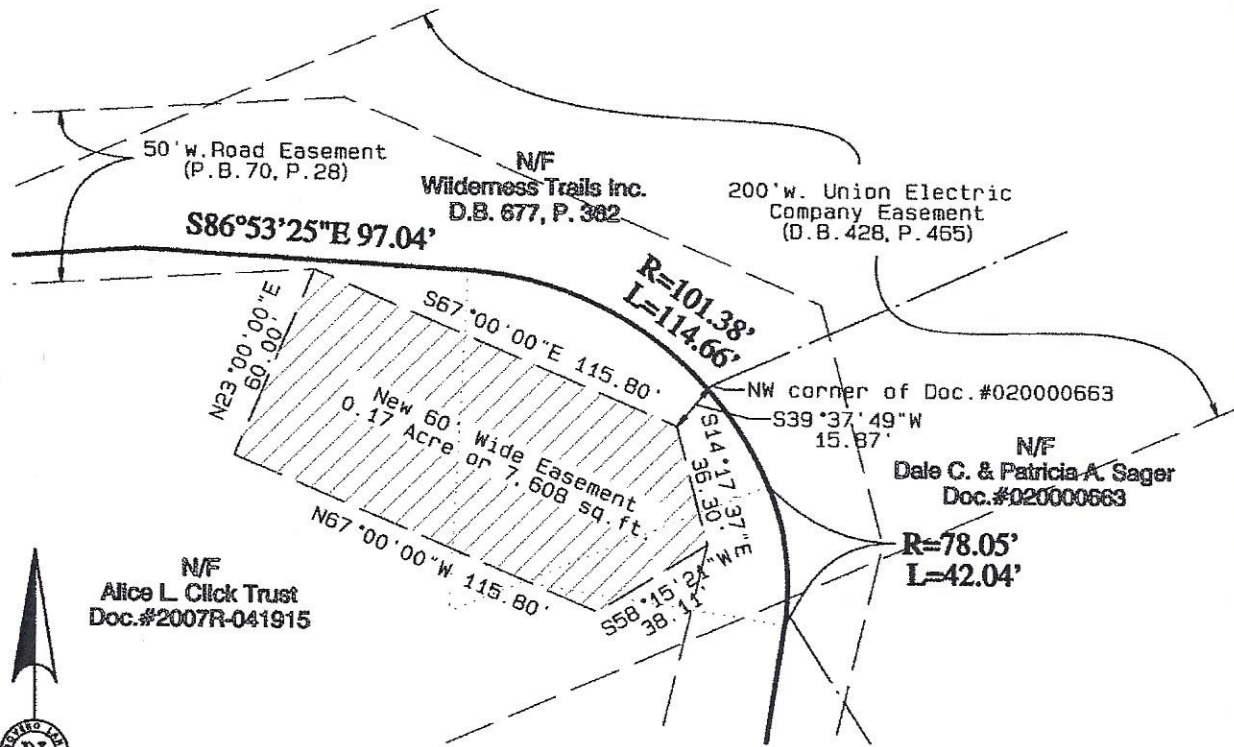 50'w.Road Easement
(P.B.70, P.28)
N/F
Wilderness Trails Inc.
D.B. 677, P. 362
200'w. Union Electric
Company Easement
(D.B.428, P.465)
S86°53'25"E 97.04'
R=101.38'
L=114.66'
N23°00'00"E
60.00'
S67°00'00"E 115.80'
New 60' Wide Easement
0.17 Acre or 7,608 sq.ft.
NW corner of Doc.#020000663
S39°37'49"W
15.87'
S14°17'37"E
36.30'
N/F
Dale C. & Patricia A. Sager
Doc.#020000663
N67°00'00"W 115.80'
S58°15'21"W
38.11'
R=78.05'
L=42.04'
N/F
Alice L. Click Trust
Doc.#2007R-041915